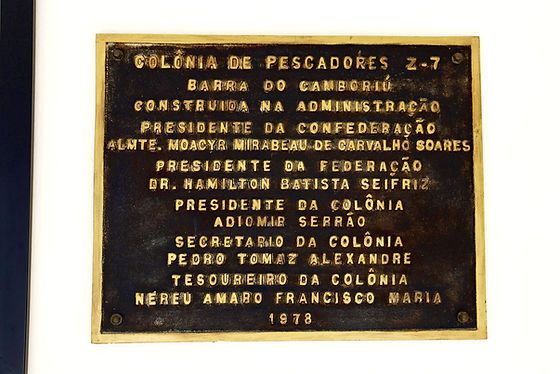 COLÔNIA DE PESCADORES Z-7
BARRA DO CAMBORIÚ
CONSTRUIDA NA ADMINISTRAÇÃO
PRESIDENTE DA CONFEDERAÇÃO
ALMTE. MOACYR MIRABEAU DE CARVALHO SOARES
PRESIDENTE DA FEDERAÇÃO
DR. HAMILTON BATISTA SEIFRIZ
PRESIDENTE DA COLÔNIA
ADIOMIR SERRÃO
SECRETARIO DA COLÔNIA
PEDRO TOMAZ ALEXANDRE
TESOUREIRO DA COLÔNIA
NEREU AMARO FRANCISCO MARIA
1978